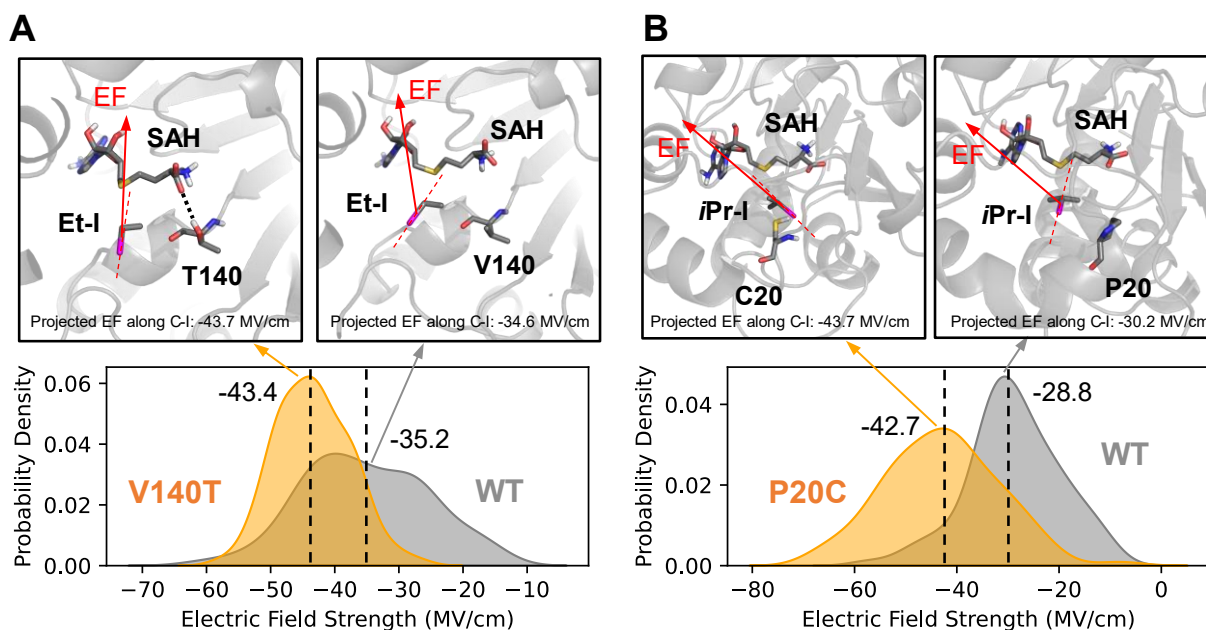 A
B
EF
SAH
Et-I
T140
Projected EF along C-I: -43.7 MV/cm
EF
SAH
Et-I
V140
Projected EF along C-I: -34.6 MV/cm
EF
SAH
iPr-I
C20
Projected EF along C-I: -43.7 MV/cm
EF
SAH
iPr-I
P20
Projected EF along C-I: -30.2 MV/cm
Probability Density
0.06
0.04
0.02
0.00
-43.4
-35.2
V140T
WT
−70 −60 −50 −40 −30 −20 −10
Electric Field Strength (MV/cm)
Probability Density
0.04
0.02
0.00
-42.7
-28.8
P20C
WT
−80 −60 −40 −20 0
Electric Field Strength (MV/cm)